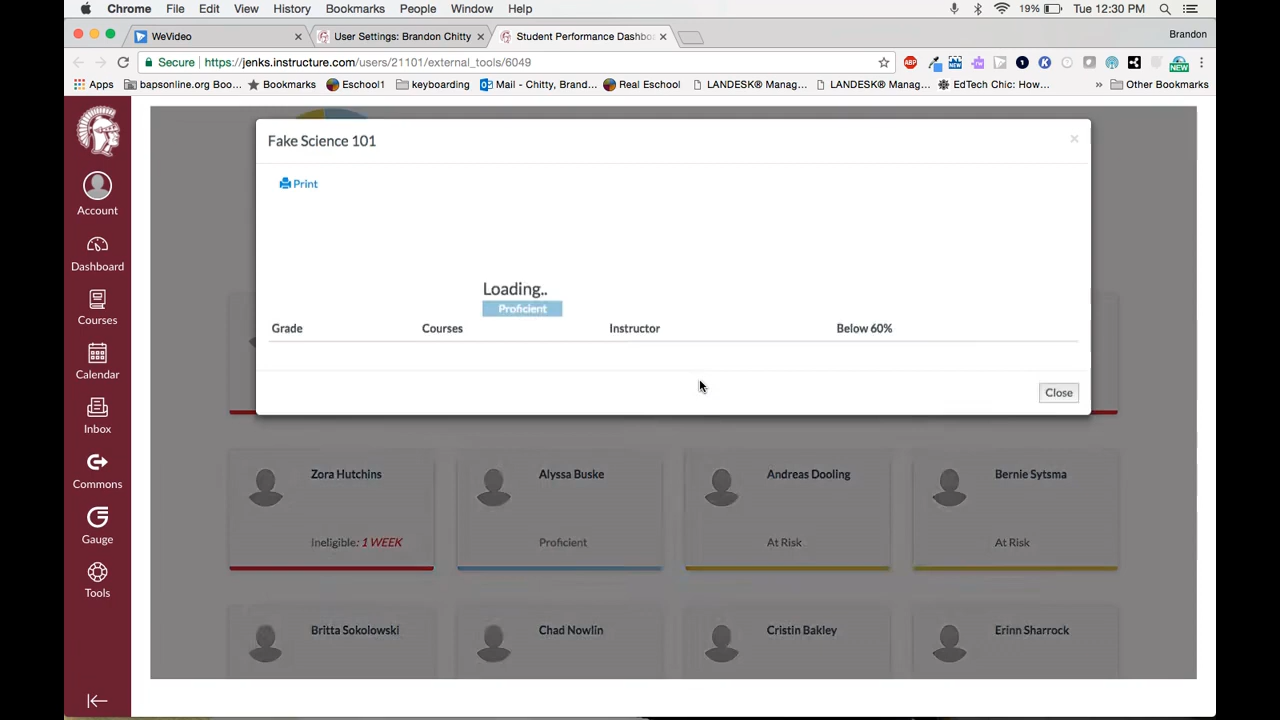 Chrome File Edit View History Bookmarks People Window Help 19% Tue 12:30 PM
WeVideo User Settings: Brandon Chitty Student Performance Dashbo Brandon
Secure https://jenks.instructure.com/users/21101/external_tools/6049
Apps bapsonline.org Boo... Bookmarks Eschool1 keyboarding Mail - Chitty, Brand... Real Eschool LANDESK® Manag... LANDESK® Manag... EdTech Chic: How... » Other Bookmarks
Account
Dashboard
Courses
Calendar
Inbox
Commons
Gauge
Tools
Fake Science 101 ×
Print
Loading..
Proficient
Grade Courses Instructor Below 60%
Close
Zora Hutchins Alyssa Buske Andreas Dooling Bernie Sytsma
Ineligible: 1 WEEK Proficient At Risk At Risk
Britta Sokolowski Chad Nowlin Cristin Bakley Erinn Sharrock